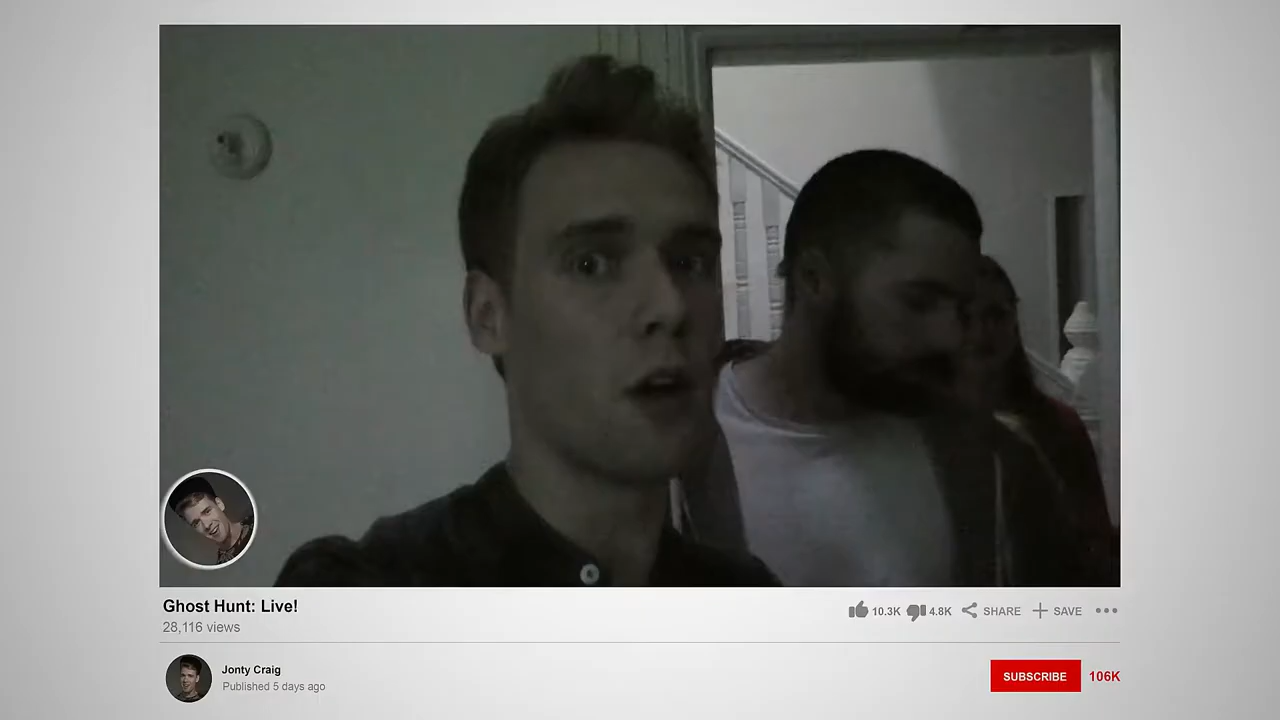 Ghost Hunt: Live!
28,116 views
10.3K 4.8K SHARE SAVE •••
Jonty Craig
Published 5 days ago
SUBSCRIBE 106K